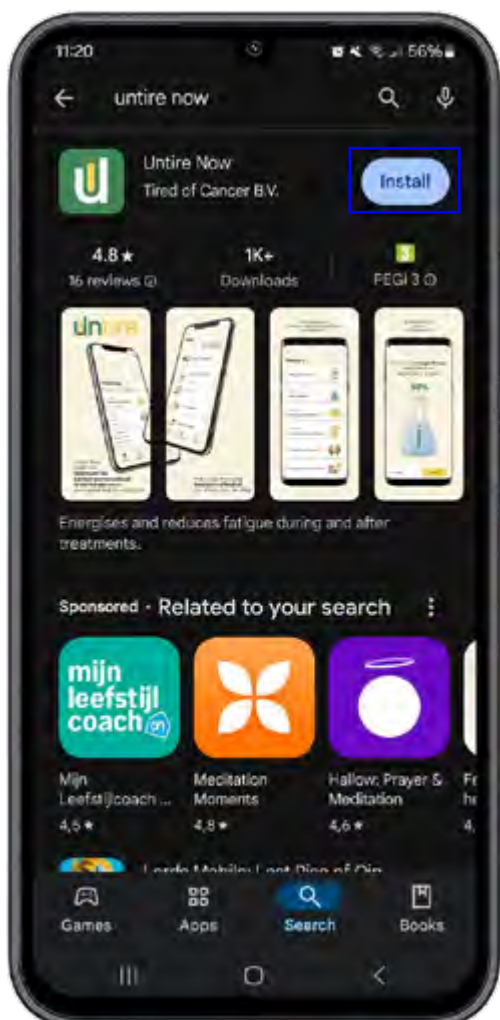 11:20
56%
untire now
Untire Now
Tired of Cancer B.V.
Install
4.8★
1K+
3
16 reviews
Downloads
PEGI 3
untire
Energises and reduces fatigue during and after
treatments.
Sponsored · Related to your search
mijn
leefstijl
coach
Mijn
Leefstijlcoach ...
Meditation
Moments
Hallow: Prayer &
Meditation
4,5★
4,8★
4,6★
4,
Games
Apps
Search
Books